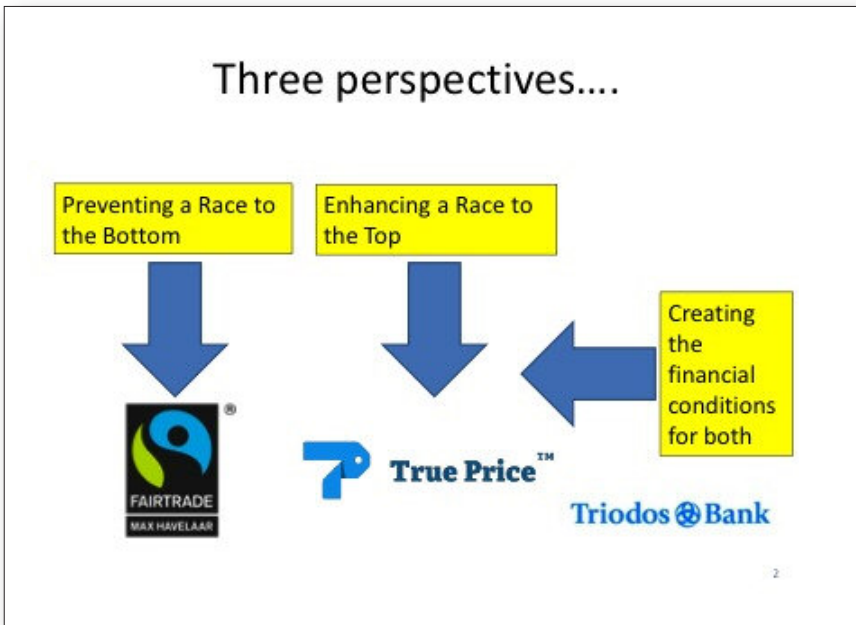 Three perspectives....
Preventing a Race to
the Bottom
Enhancing a Race to
the Top
Creating
the
financial
conditions
for both
®
FAIRTRADE
MAX HAVELAAR
True Price™
Triodos Bank
2